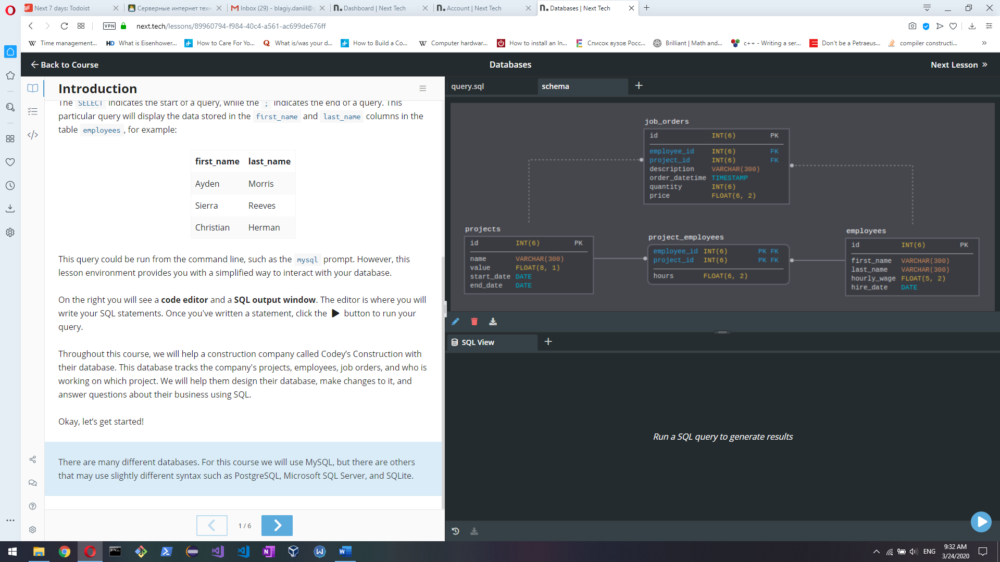 Next 7 days: Todoist
Серверные интернет техн
Inbox (29) - blagiy.daniil@g
Dashboard | Next Tech
Account | Next Tech
Databases | Next Tech
VPN
next.tech/lessons/89960794-f984-40c4-a561-ac699de676ff
Time management...
What is Eisenhower...
How to Care For Yo...
What is/was your d...
How to Build a Co...
Computer hardwar...
How to install an In...
Список вузов Росс...
Brilliant | Math and...
c++ - Writing a ser...
Don't be a Petraeus...
compiler constructi...
Back to Course
Databases
Next Lesson
Introduction
The SELECT indicates the start of a query, while the ; indicates the end of a query. This
particular query will display the data stored in the first_name and last_name columns in the
table employees , for example:
first_name last_name
Ayden Morris
Sierra Reeves
Christian Herman
This query could be run from the command line, such as the mysql prompt. However, this
lesson environment provides you with a simplified way to interact with your database.
On the right you will see a code editor and a SQL output window. The editor is where you will
write your SQL statements. Once you've written a statement, click the button to run your
query.
Throughout this course, we will help a construction company called Codey’s Construction with
their database. This database tracks the company's projects, employees, job orders, and who is
working on which project. We will help them design their database, make changes to it, and
answer questions about their business using SQL.
Okay, let’s get started!
There are many different databases. For this course we will use MySQL, but there are others
that may use slightly different syntax such as PostgreSQL, Microsoft SQL Server, and SQLite.
1 / 6
query.sql
schema
job_orders
id INT(6) PK
employee_id INT(6) FK
project_id INT(6) FK
description VARCHAR(300)
order_datetime TIMESTAMP
quantity INT(6)
price FLOAT(6, 2)
projects
id INT(6) PK
name VARCHAR(300)
value FLOAT(8, 1)
start_date DATE
end_date DATE
project_employees
employee_id INT(6) PK FK
project_id INT(6) PK FK
hours FLOAT(6, 2)
employees
id INT(6) PK
first_name VARCHAR(300)
last_name VARCHAR(300)
hourly_wage FLOAT(5, 2)
hire_date DATE
SQL View
Run a SQL query to generate results
ENG
9:32 AM
3/24/2020